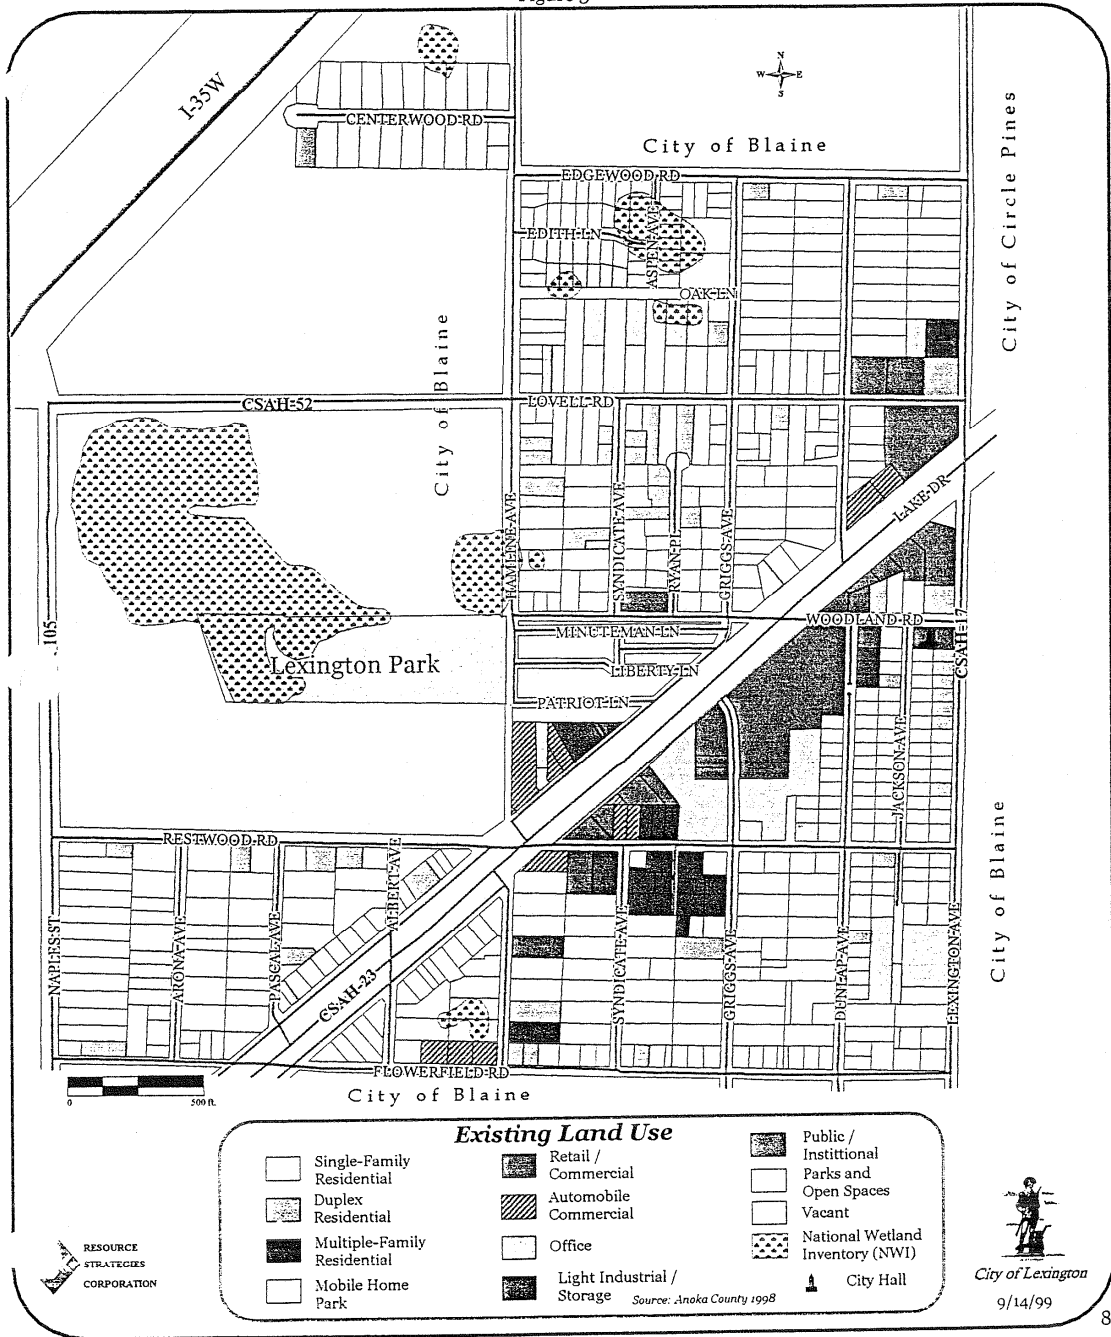 I-35W
CENTERWOOD RD
N
W E
S
City of Blaine
City of Circle Pines
EDGEWOOD RD
EDITH LN
ASPEN AVE
OAK LN
City of Blaine
CSAH-52
LOVELL RD
LAKE DR
HAMLINE AVE
SYNDICATE AVE
RYAN PL
GRIGGS AVE
105
WOODLAND RD
CSAH-17
MINUTEMAN LN
Lexington Park
LIBERTY LN
PATRIOT LN
JACKSON AVE
City of Blaine
RESTWOOD RD
ALBERT AVE
NAPLES ST
ARONA AVE
PASCAL AVE
CSAH-23
SYNDICATE AVE
GRIGGS AVE
DUNLAP AVE
LEXINGTON AVE
FLOWERFIELD RD
0 500 ft.
City of Blaine
Existing Land Use
Single-Family
Residential
Duplex
Residential
Multiple-Family
Residential
Mobile Home
Park
Retail /
Commercial
Automobile
Commercial
Office
Light Industrial /
Storage
Public /
Instittional
Parks and
Open Spaces
Vacant
National Wetland
Inventory (NWI)
City Hall
Source: Anoka County 1998
RESOURCE
STRATEGIES
CORPORATION
City of Lexington
9/14/99
8